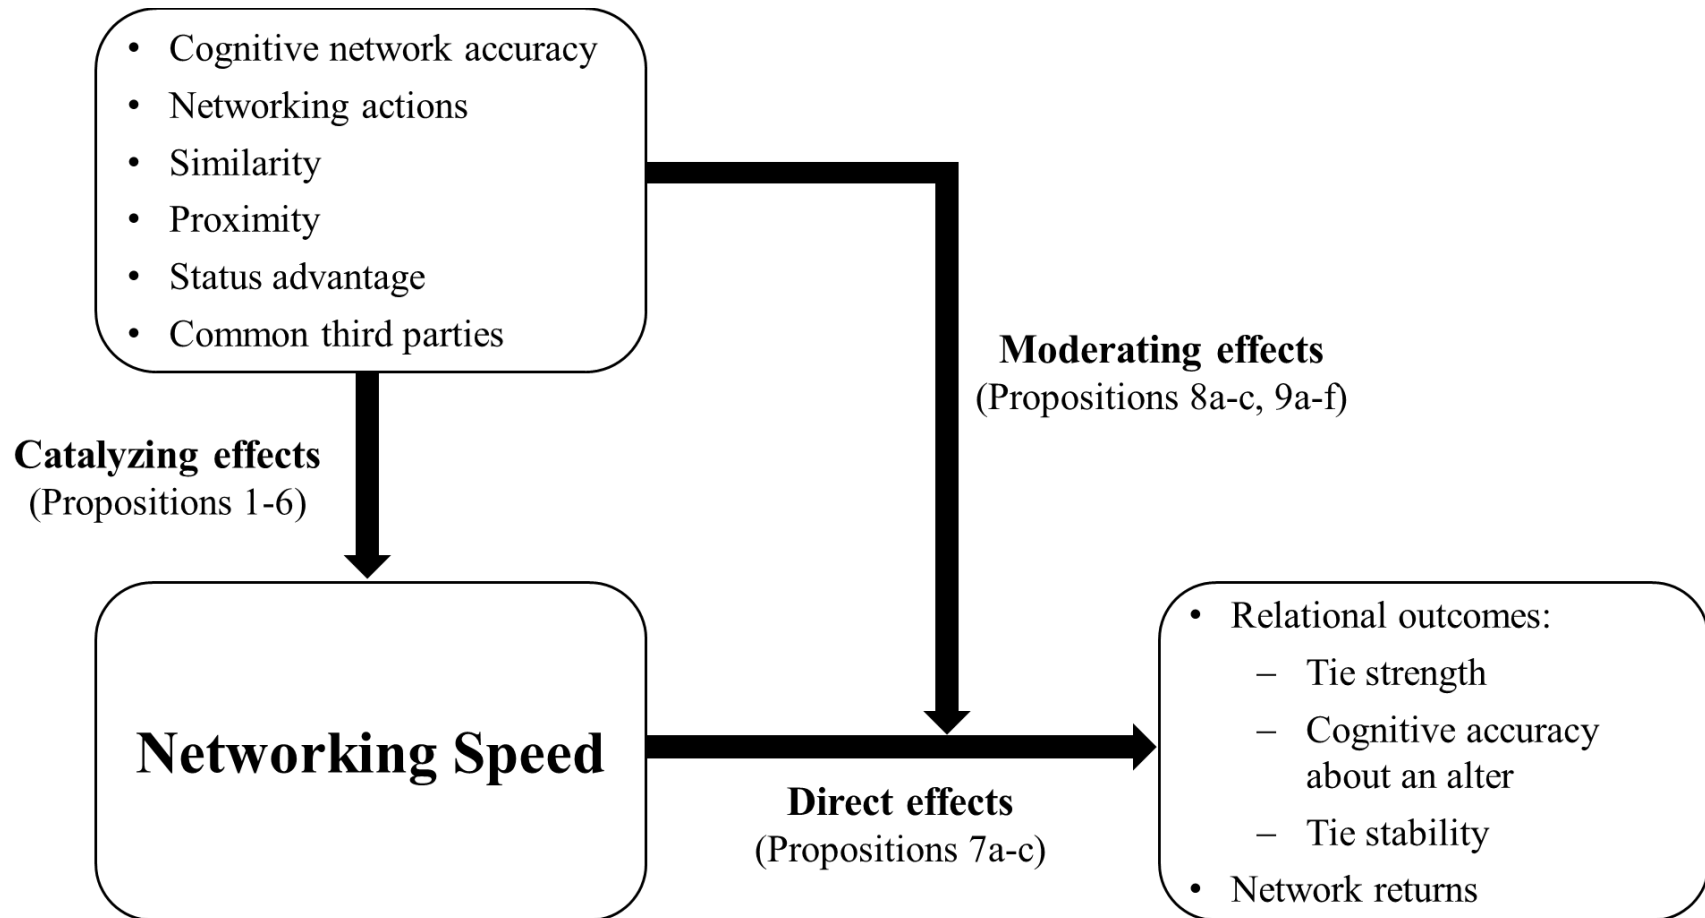 • Cognitive network accuracy
• Networking actions
• Similarity
• Proximity
• Status advantage
• Common third parties
Moderating effects
(Propositions 8a-c, 9a-f)
Catalyzing effects
(Propositions 1-6)
Networking Speed
Direct effects
(Propositions 7a-c)
• Relational outcomes:
– Tie strength
– Cognitive accuracy
about an alter
– Tie stability
• Network returns